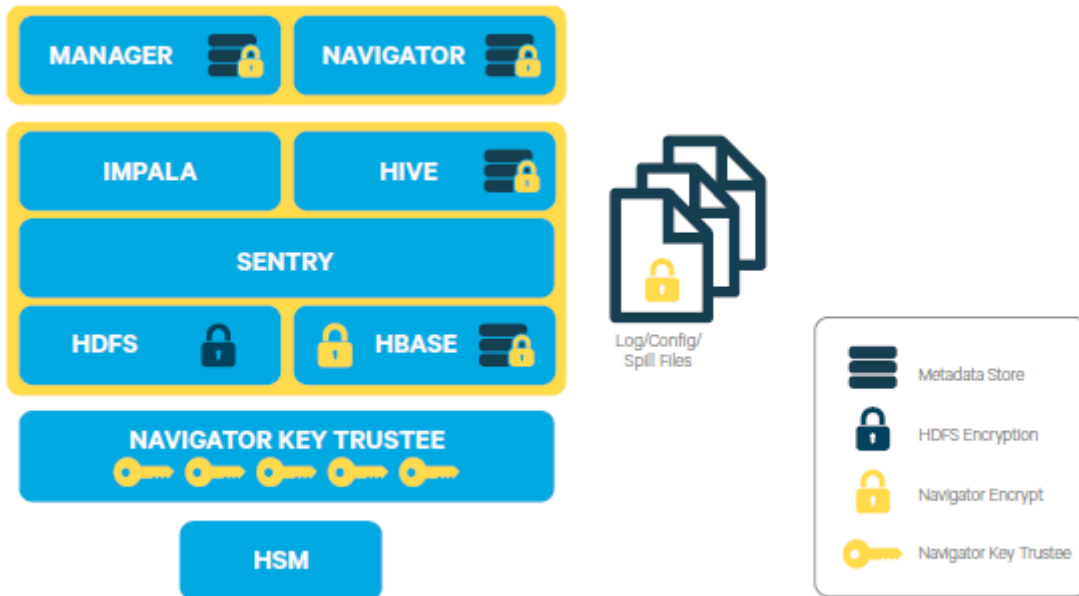 MANAGER
NAVIGATOR
IMPALA
HIVE
SENTRY
HDFS
HBASE
Log/Config/
Spill Files
NAVIGATOR KEY TRUSTEE
HSM
Metadata Store
HDFS Encryption
Navigator Encrypt
Navigator Key Trustee